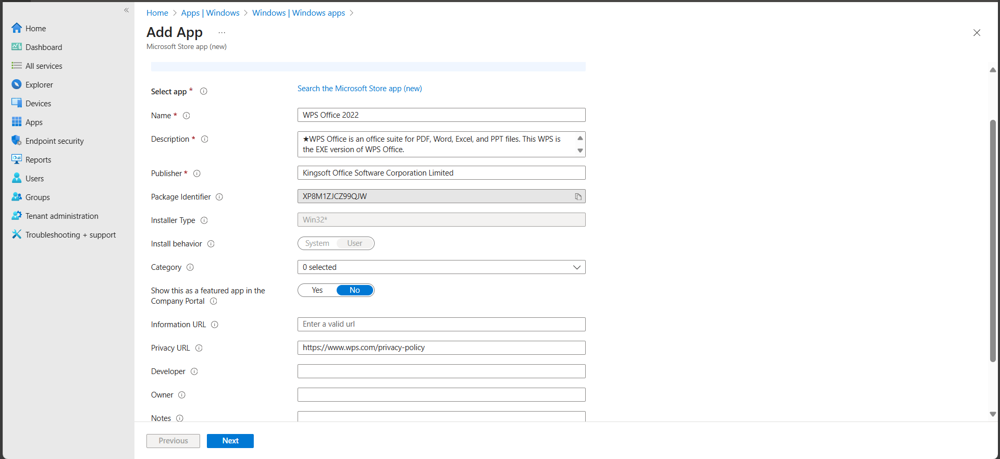 Home > Apps | Windows > Windows | Windows apps >
Add App ...
Microsoft Store app (new)
Home
Dashboard
All services
Explorer
Devices
Apps
Endpoint security
Reports
Users
Groups
Tenant administration
Troubleshooting + support
Select app *
Search the Microsoft Store app (new)
Name *
WPS Office 2022
Description *
★WPS Office is an office suite for PDF, Word, Excel, and PPT files. This WPS is
the EXE version of WPS Office.
Publisher *
Kingsoft Office Software Corporation Limited
Package Identifier
XP8M1ZJCZ99QJW
Installer Type
Win32*
Install behavior
System User
Category
0 selected
Show this as a featured app in the
Company Portal
Yes No
Information URL
Enter a valid url
Privacy URL
https://www.wps.com/privacy-policy
Developer
Owner
Notes
Previous
Next